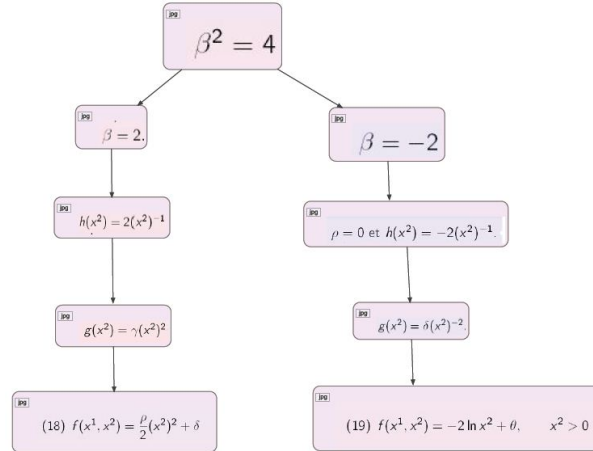 jpg
β² = 4
jpg
β = 2.
jpg
β = −2
jpg
h(x²) = 2(x²)⁻¹
jpg
ρ = 0 et h(x²) = −2(x²)⁻¹.
jpg
g(x²) = γ(x²)²
jpg
g(x²) = δ(x²)⁻².
jpg
(18) f(x¹, x²) = ρ/2 (x²)² + δ
jpg
(19) f(x¹, x²) = −2 ln x² + θ, x² > 0